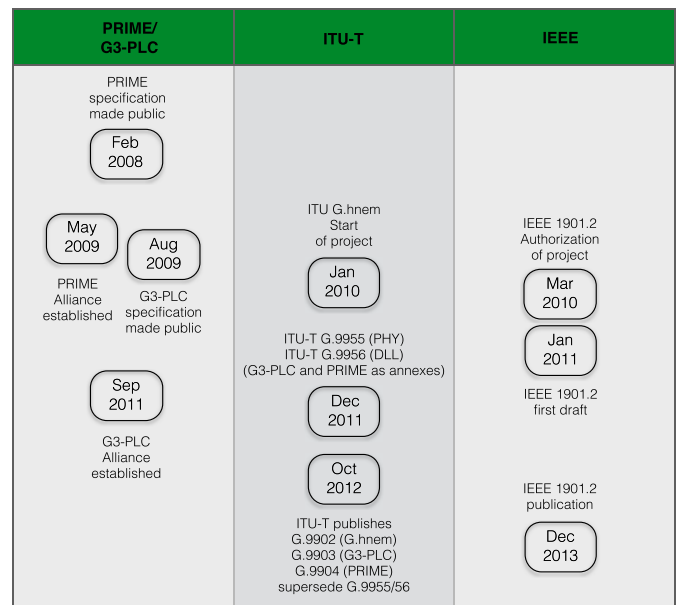 PRIME/
G3-PLC
ITU-T
IEEE
PRIME
specification
made public
Feb
2008
May
2009
PRIME
Alliance
established
Aug
2009
G3-PLC
specification
made public
Sep
2011
G3-PLC
Alliance
established
ITU G.hnem
Start
of project
Jan
2010
ITU-T G.9955 (PHY)
ITU-T G.9956 (DLL)
(G3-PLC and PRIME as annexes)
Dec
2011
Oct
2012
ITU-T publishes
G.9902 (G.hnem)
G.9903 (G3-PLC)
G.9904 (PRIME)
supersede G.9955/56
IEEE 1901.2
Authorization
of project
Mar
2010
Jan
2011
IEEE 1901.2
first draft
IEEE 1901.2
publication
Dec
2013